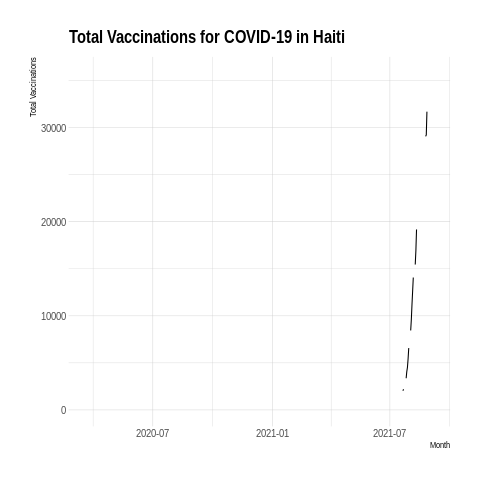 Total Vaccinations for COVID-19 in Haiti
Total Vaccinations
30000
20000
10000
0
2020-07
2021-01
2021-07
Month